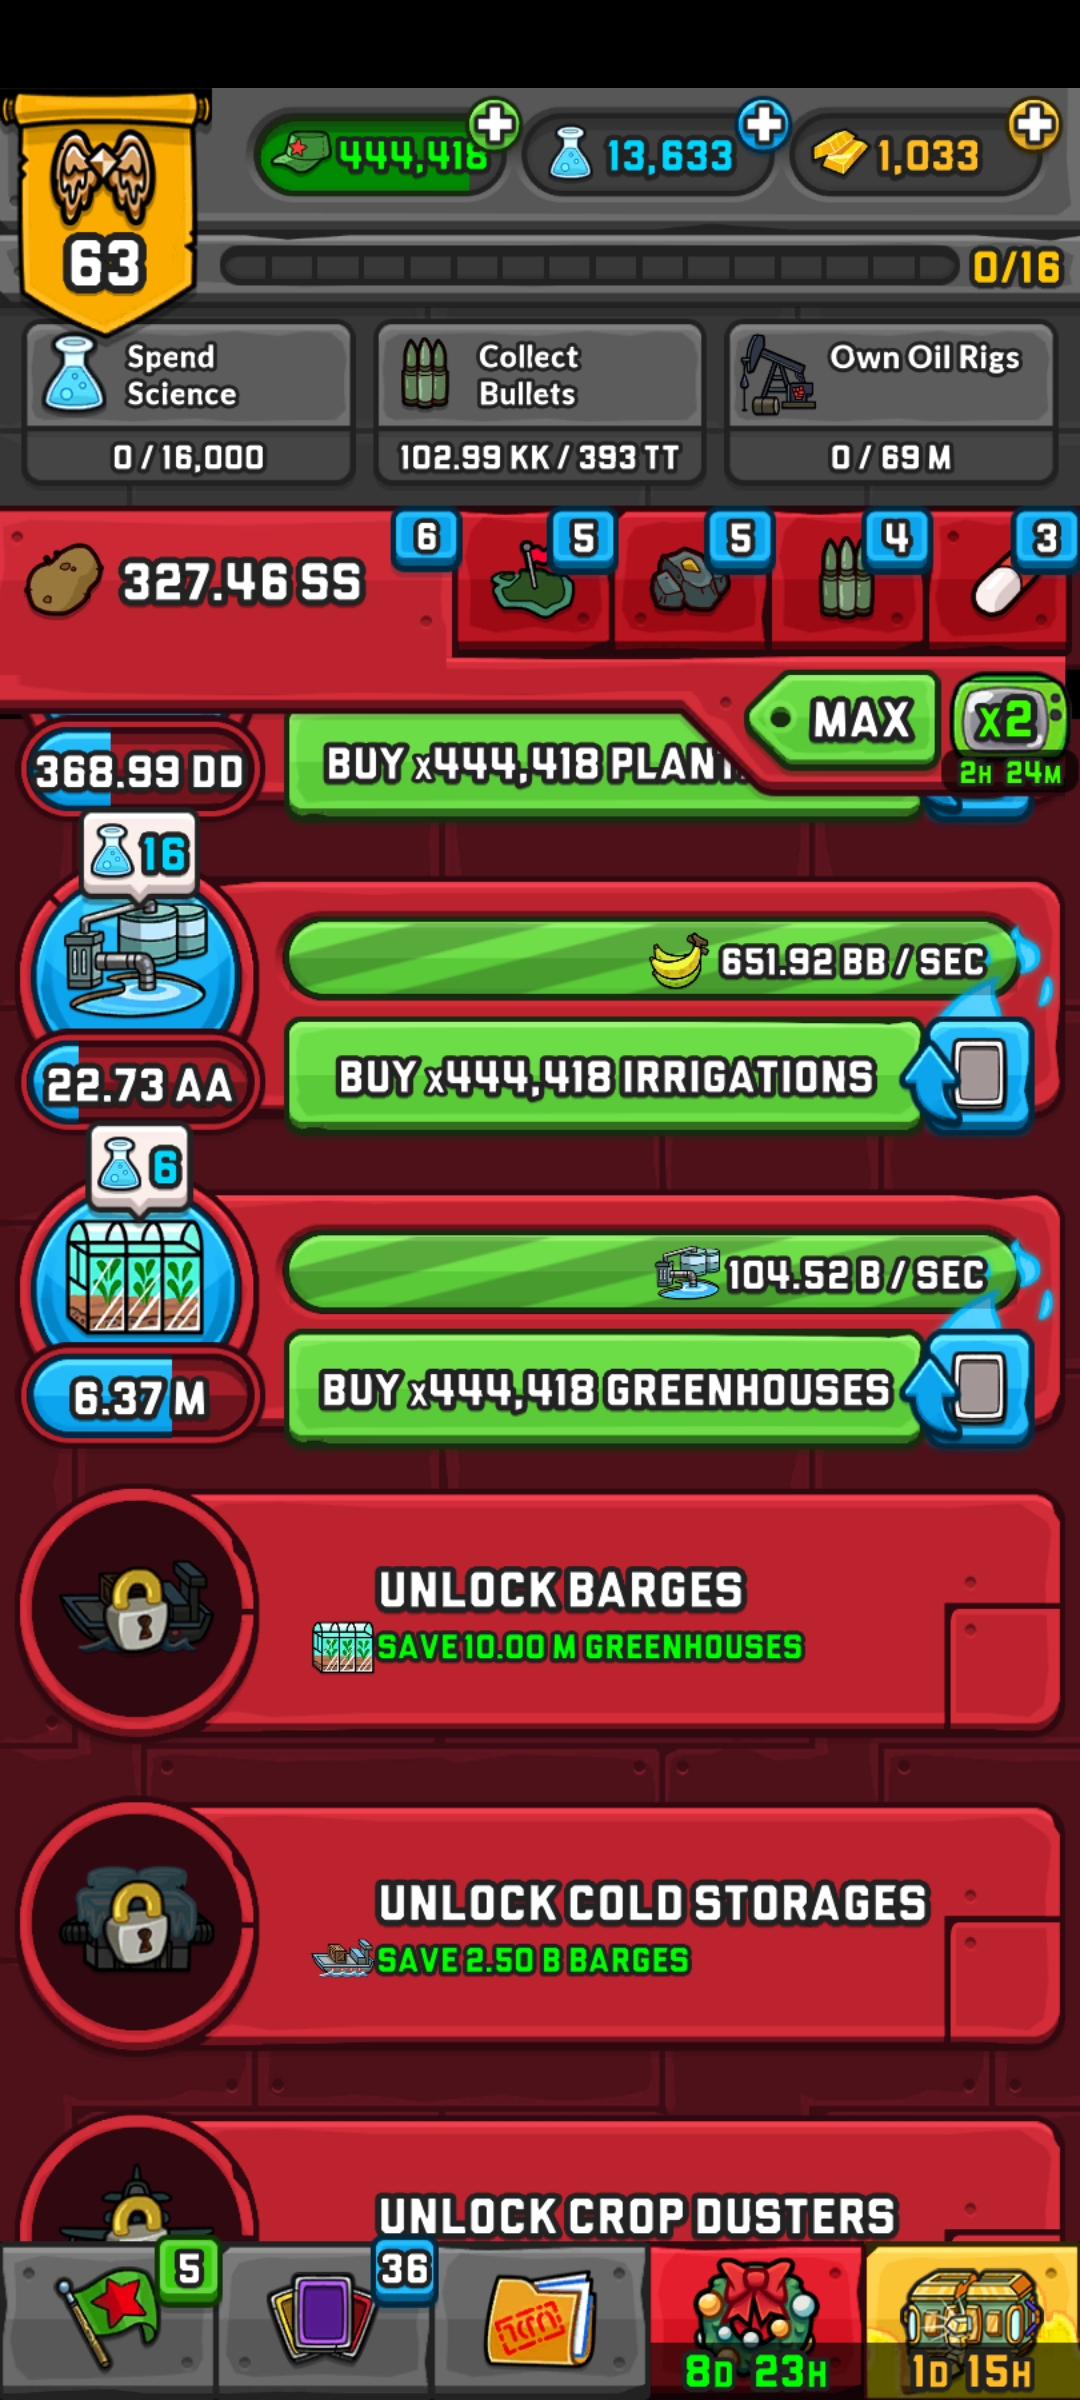 444,418
13,633
1,033
63
0/16
Spend
Science
0 / 16,000
Collect
Bullets
102.99 KK / 393 TT
Own Oil Rigs
0 / 69 M
327.46 SS
6
5
5
4
3
MAX
x2
2H 24M
368.99 DD
BUY x444,418 PLANT
16
651.92 BB / SEC
22.73 AA
BUY x444,418 IRRIGATIONS
6
104.52 B / SEC
6.37 M
BUY x444,418 GREENHOUSES
UNLOCK BARGES
SAVE 10.00 M GREENHOUSES
UNLOCK COLD STORAGES
SAVE 2.50 B BARGES
UNLOCK CROP DUSTERS
5
36
8D 23H
1D 15H